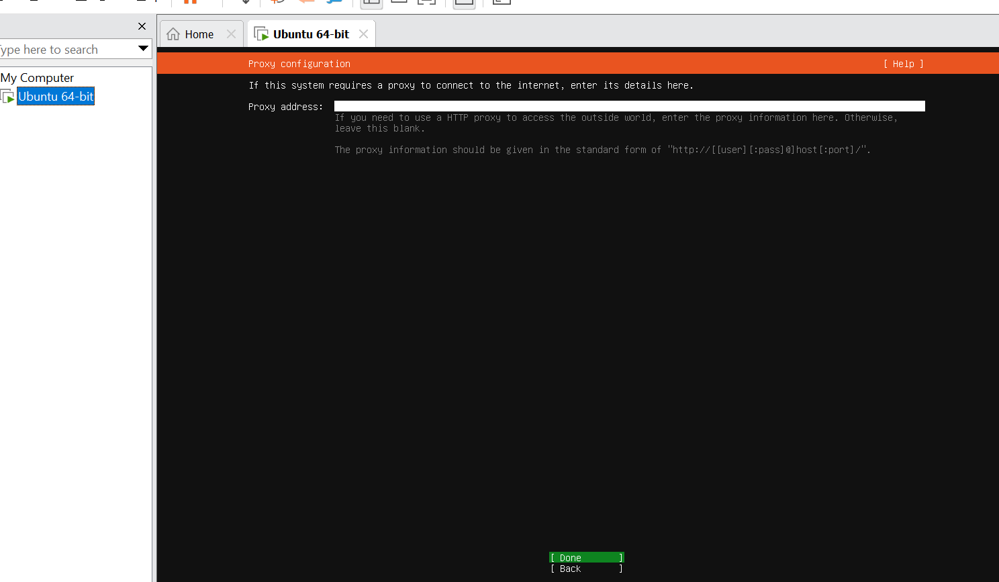 Home
Ubuntu 64-bit
Type here to search
My Computer
Ubuntu 64-bit
Proxy configuration [ Help ]
If this system requires a proxy to connect to the internet, enter its details here.
Proxy address:
If you need to use a HTTP proxy to access the outside world, enter the proxy information here. Otherwise,
leave this blank.
The proxy information should be given in the standard form of "http://[[user][:pass]@]host[:port]/".
[ Done ]
[ Back ]